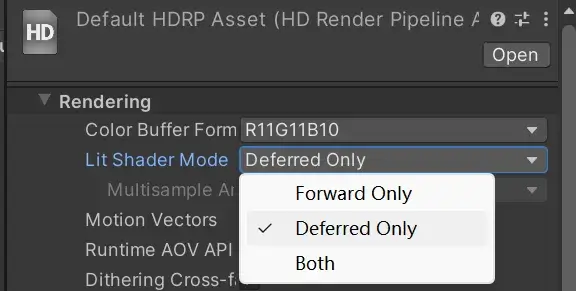 HD
Default HDRP Asset (HD Render Pipeline A
Open
Rendering
Color Buffer Form R11G11B10
Lit Shader Mode Deferred Only
Multisample An
Forward Only
Motion Vectors
Deferred Only
Runtime AOV API
Both
Dithering Cross-fa